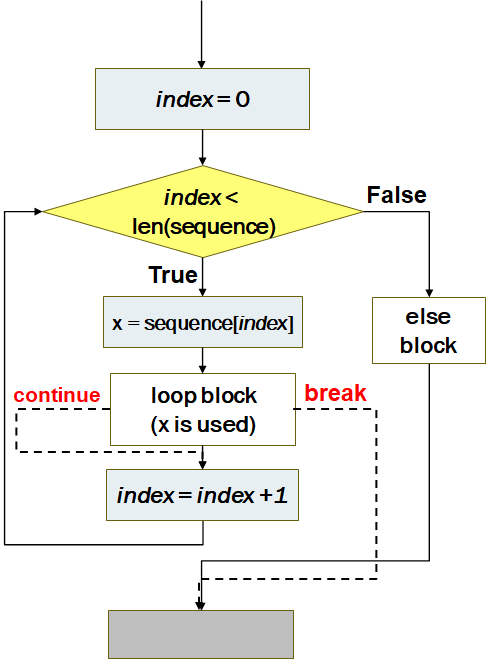 index = 0
index <
len(sequence)
False
True
x = sequence[index]
else
block
continue
loop block
(x is used)
break
index = index +1